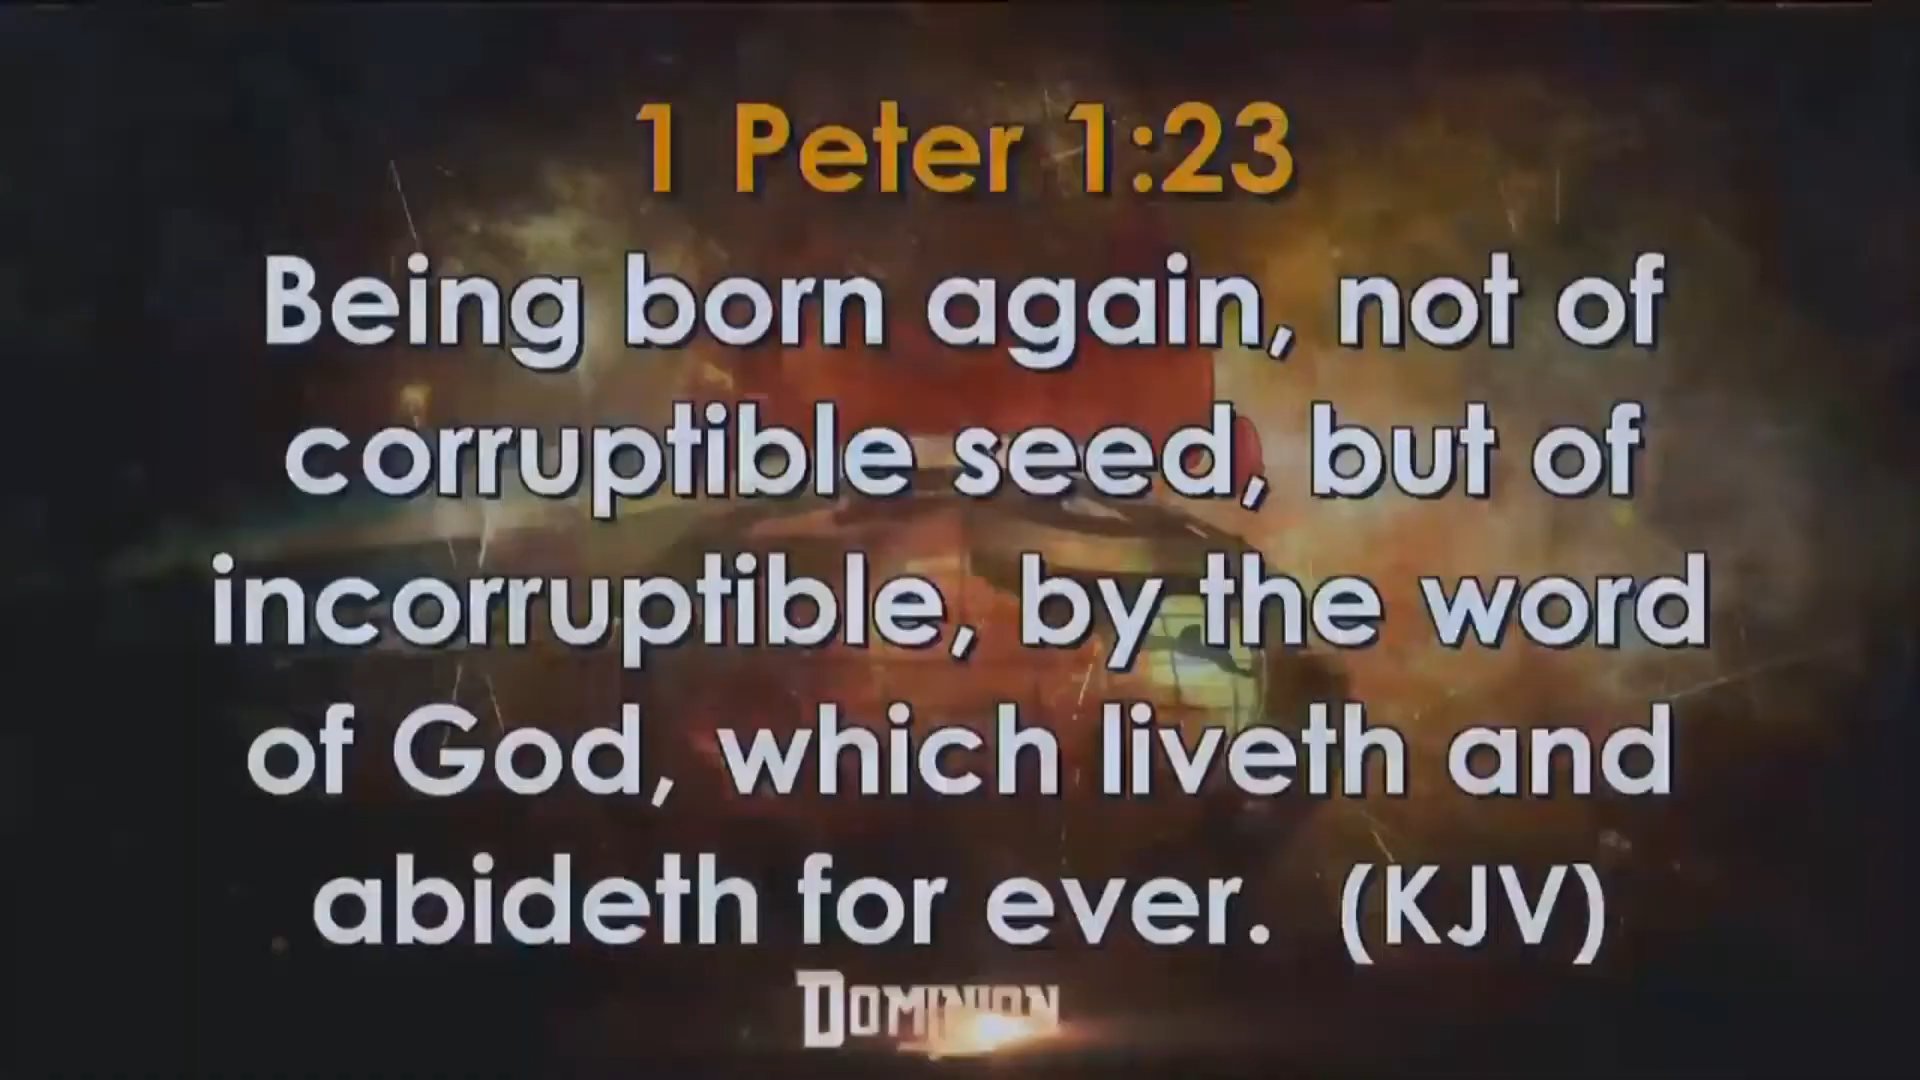 1 Peter 1:23
Being born again, not of
corruptible seed, but of
incorruptible, by the word
of God, which liveth and
abideth for ever. (KJV)
DOMINION